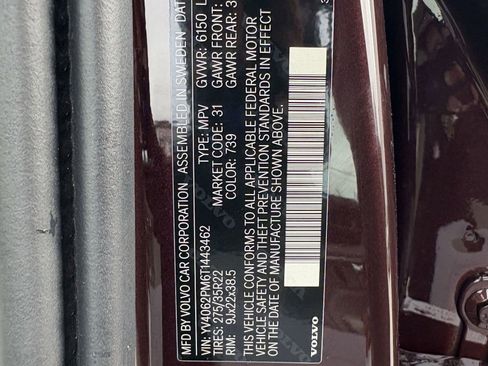 MFD BY VOLVO CAR CORPORATION ASSEMBLED IN SWEDEN DAT
GVWR: 6150 L
GAWR FRONT:
GAWR REAR: 3
VIN: YV4062PM6T1443462 TYPE: MPV
TIRES: 275/35R22 MARKET CODE: 31
RIM: 9Jx22x38.5 COLOR: 739
THIS VEHICLE CONFORMS TO ALL APPLICABLE FEDERAL MOTOR
VEHICLE SAFETY AND THEFT PREVENTION STANDARDS IN EFFECT
ON THE DATE OF MANUFACTURE SHOWN ABOVE.
VOLVO